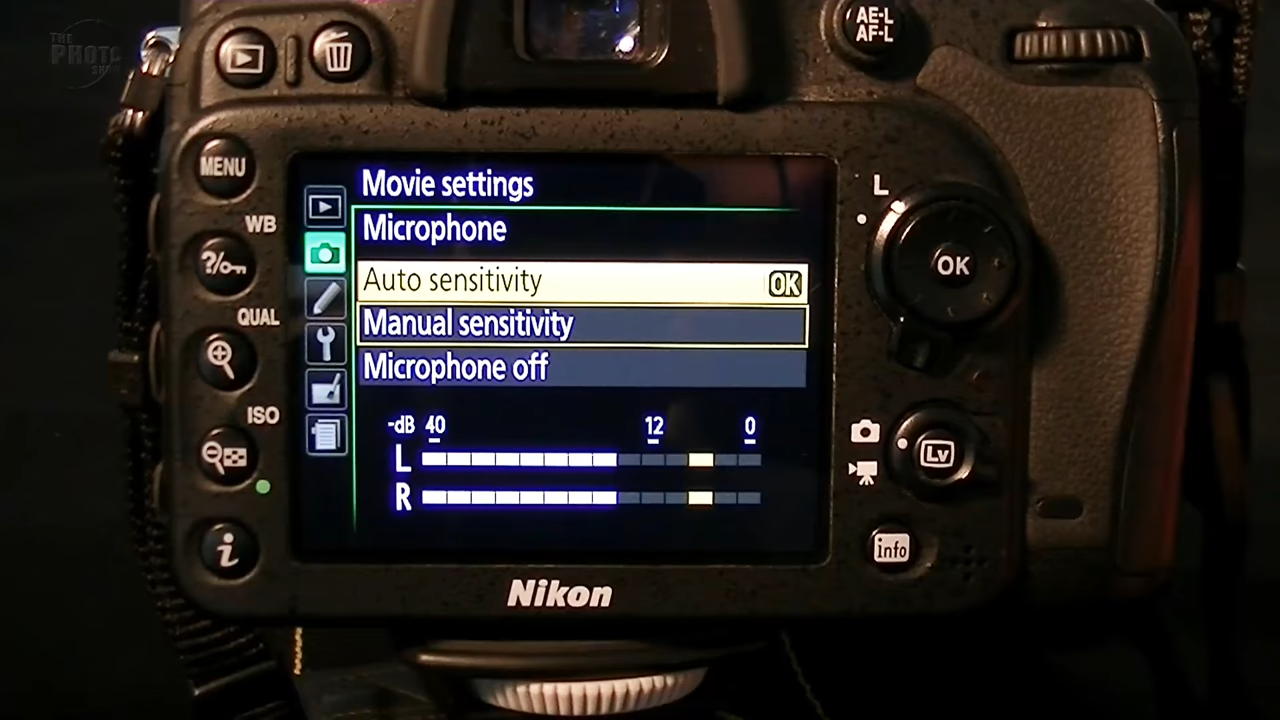 THE
PHOTO
SHOW
AE-L
AF-L
MENU
WB
QUAL
ISO
Movie settings
Microphone
Auto sensitivity OK
Manual sensitivity
Microphone off
-dB 40 12 0
L
R
L
OK
Lv
info
i
Nikon